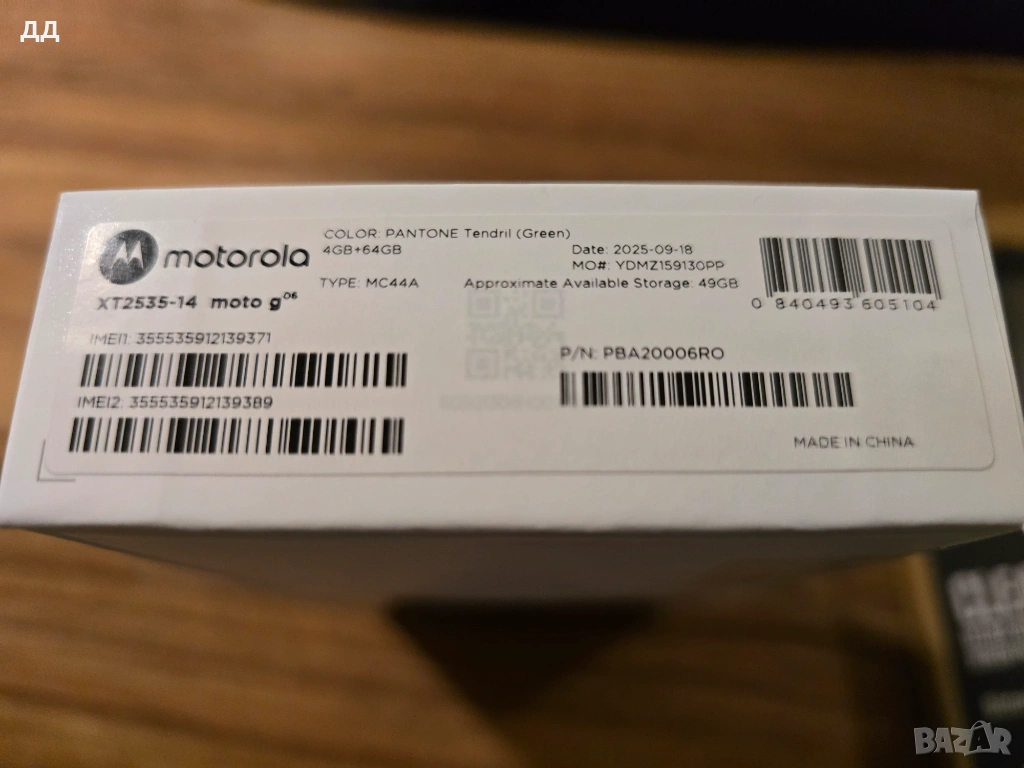 ДД
COLOR: PANTONE Tendril (Green)
motorola
4GB+64GB
Date: 2025-09-18
MO#: YDMZ159130PP
TYPE: MC44A
Approximate Available Storage: 49GB
XT2535-14 moto g06
0 840493 605104
IMEI1: 355535912139371
P/N: PBA20006RO
IMEI2: 355535912139389
MADE IN CHINA
BAZAR